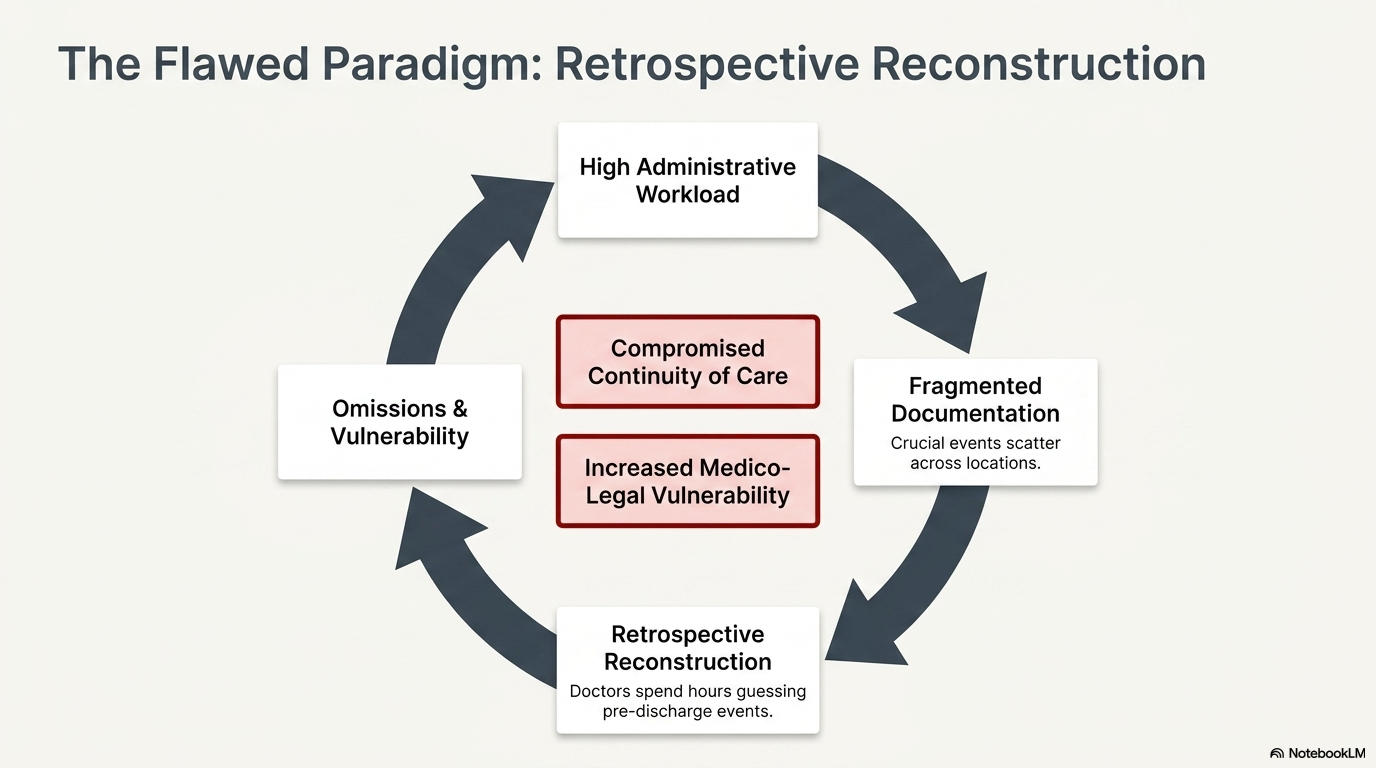 The Flawed Paradigm: Retrospective Reconstruction
High Administrative
Workload
Compromised
Continuity of Care
Fragmented
Documentation
Crucial events scatter
across locations.
Omissions &
Vulnerability
Increased Medico-
Legal Vulnerability
Retrospective
Reconstruction
Doctors spend hours guessing
pre-discharge events.
NotebookLM